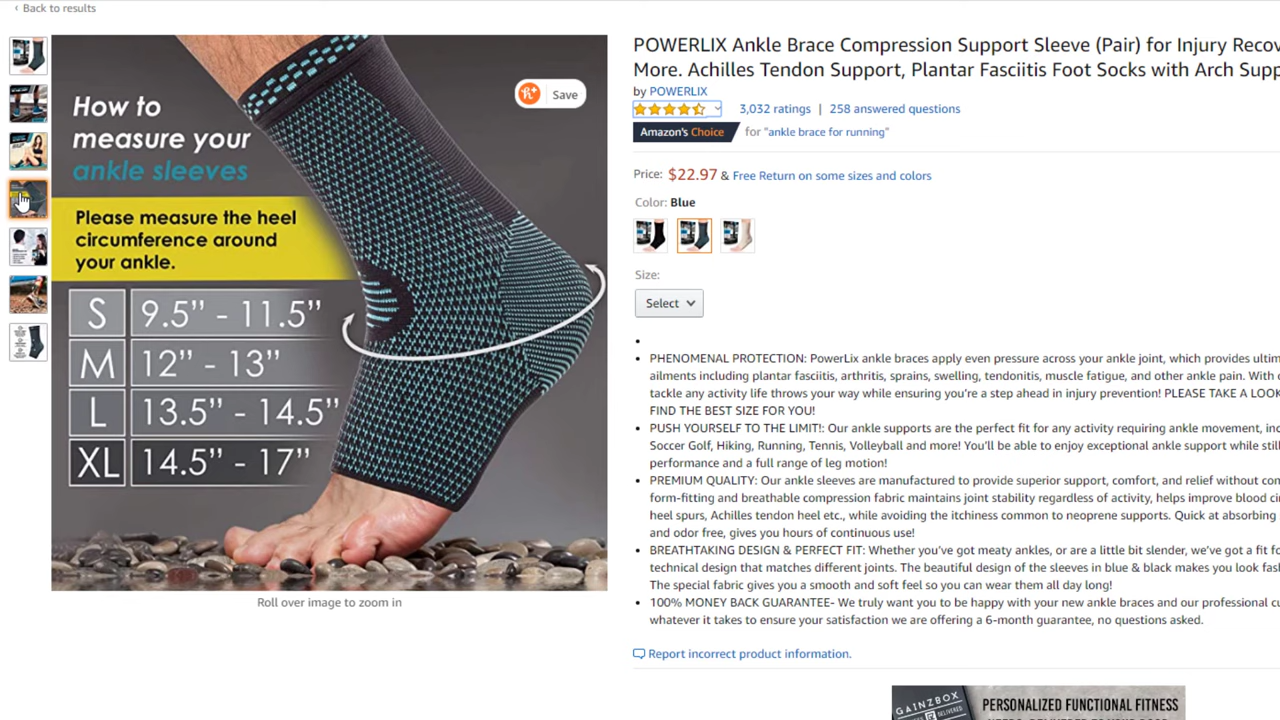 ‹ Back to results
How to
measure your
ankle sleeves
Please measure the heel
circumference around
your ankle.
S 9.5” - 11.5”
M 12” - 13”
L 13.5” - 14.5”
XL 14.5” - 17”
Save
Roll over image to zoom in
POWERLIX Ankle Brace Compression Support Sleeve (Pair) for Injury Recov
More. Achilles Tendon Support, Plantar Fasciitis Foot Socks with Arch Supp
by POWERLIX
3,032 ratings | 258 answered questions
Amazon's Choice for "ankle brace for running"
Price: $22.97 & Free Return on some sizes and colors
Color: Blue
Size:
Select
• PHENOMENAL PROTECTION: PowerLix ankle braces apply even pressure across your ankle joint, which provides ultim
ailments including plantar fasciitis, arthritis, sprains, swelling, tendonitis, muscle fatigue, and other ankle pain. With
tackle any activity life throws your way while ensuring you're a step ahead in injury prevention! PLEASE TAKE A LOOK
FIND THE BEST SIZE FOR YOU!
• PUSH YOURSELF TO THE LIMIT!: Our ankle supports are the perfect fit for any activity requiring ankle movement, inc
Soccer Golf, Hiking, Running, Tennis, Volleyball and more! You'll be able to enjoy exceptional ankle support while still
performance and a full range of leg motion!
• PREMIUM QUALITY: Our ankle sleeves are manufactured to provide superior support, comfort, and relief without con
form-fitting and breathable compression fabric maintains joint stability regardless of activity, helps improve blood ci
heel spurs, Achilles tendon heel etc., while avoiding the itchiness common to neoprene supports. Quick at absorbing
and odor free, gives you hours of continuous use!
• BREATHTAKING DESIGN & PERFECT FIT: Whether you've got meaty ankles, or are a little bit slender, we've got a fit fo
technical design that matches different joints. The beautiful design of the sleeves in blue & black makes you look fash
The special fabric gives you a smooth and soft feel so you can wear them all day long!
• 100% MONEY BACK GUARANTEE- We truly want you to be happy with your new ankle braces and our professional cu
whatever it takes to ensure your satisfaction we are offering a 6-month guarantee, no questions asked.
Report incorrect product information.
GAINZBOX
DELIVERED
PERSONALIZED FUNCTIONAL FITNESS